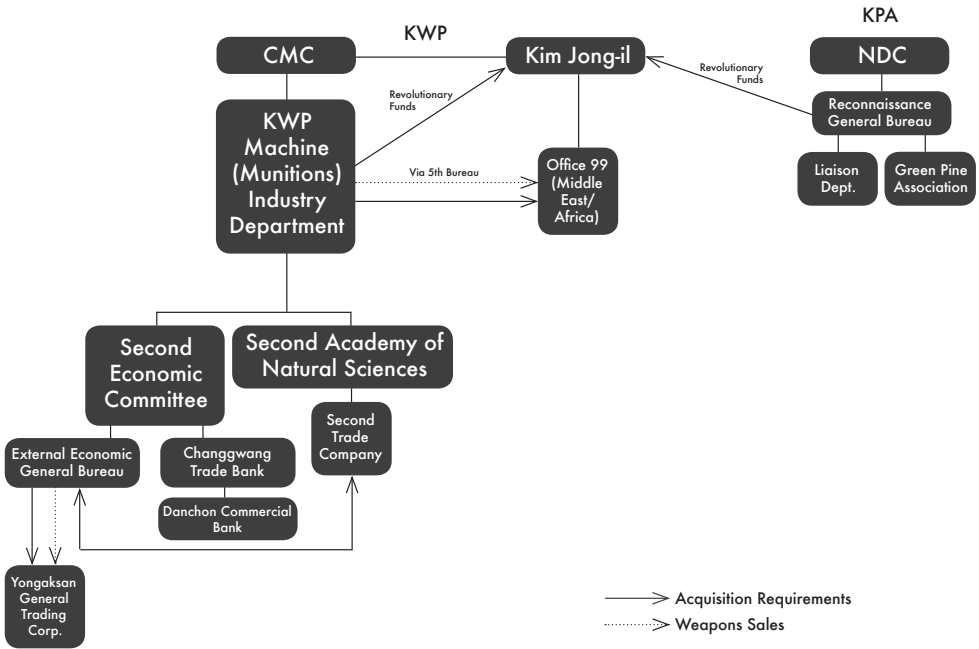 KWP
KPA
CMC
Kim Jong-il
NDC
Revolutionary
Funds
Revolutionary
Funds
KWP
Machine
(Munitions)
Industry
Department
Reconnaissance
General Bureau
Via 5th Bureau
Office 99
(Middle
East/
Africa)
Liaison
Dept.
Green Pine
Association
Second
Economic
Committee
Second Academy of
Natural Sciences
External Economic
General Bureau
Changgwang
Trade Bank
Second
Trade
Company
Danchon Commercial
Bank
Yongaksan
General
Trading
Corp.
Acquisition Requirements
Weapons Sales